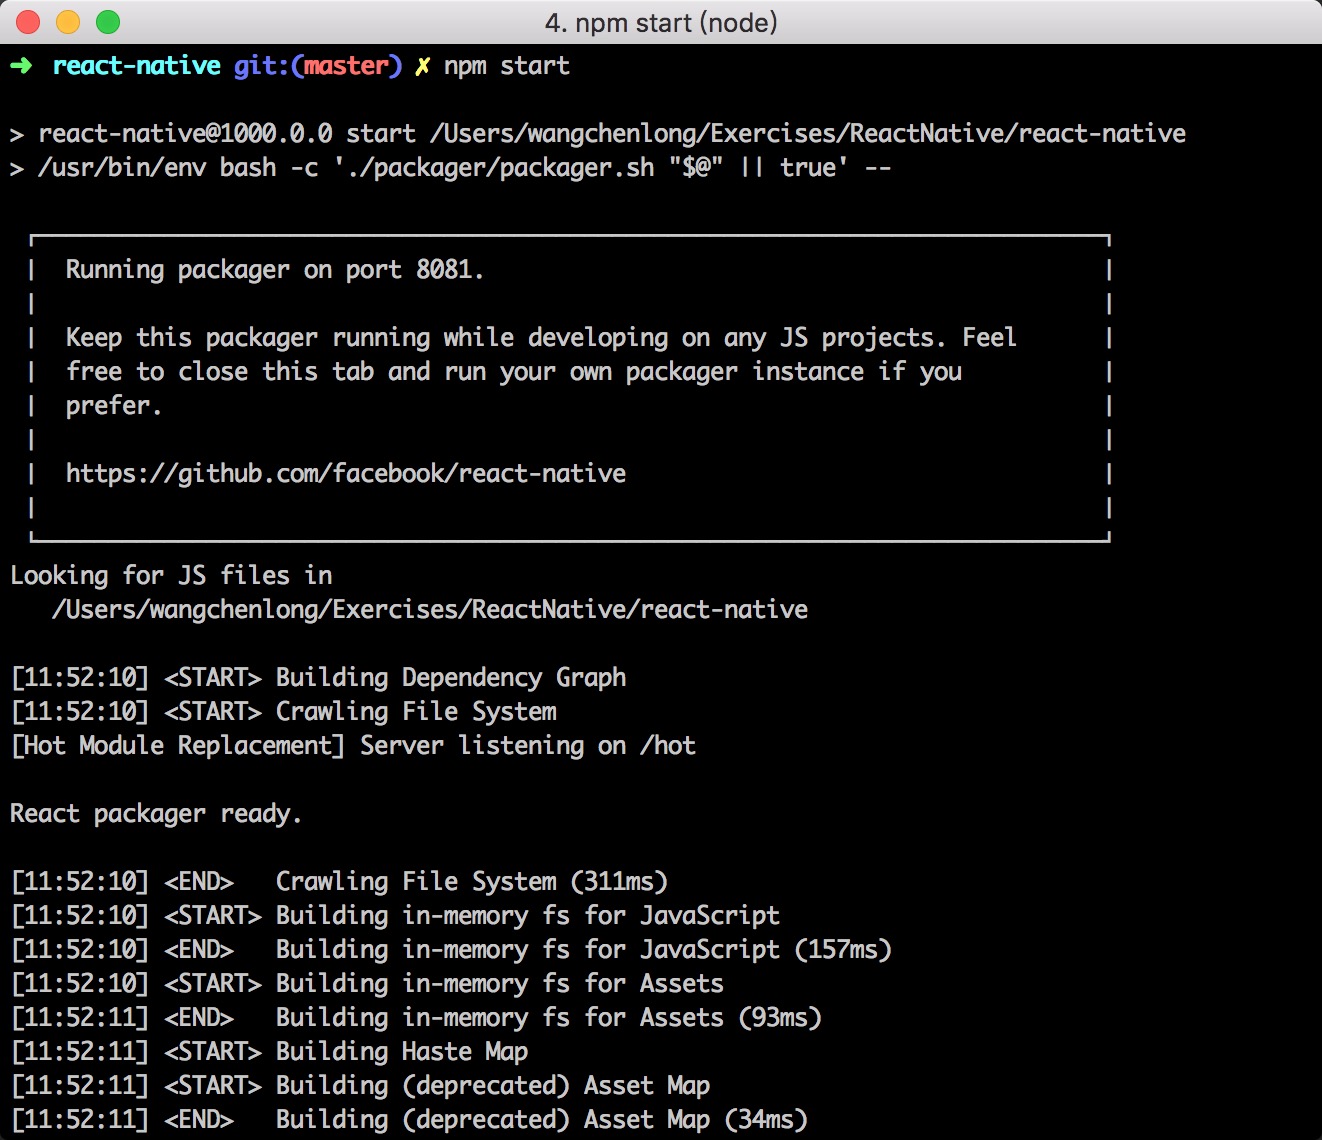 4. npm start (node)
➜ react-native git:(master) ✗ npm start
> react-native@1000.0.0 start /Users/wangchenlong/Exercises/ReactNative/react-native
> /usr/bin/env bash -c './packager/packager.sh "$@" || true' --
Running packager on port 8081.
Keep this packager running while developing on any JS projects. Feel
free to close this tab and run your own packager instance if you
prefer.
https://github.com/facebook/react-native
Looking for JS files in
/Users/wangchenlong/Exercises/ReactNative/react-native
[11:52:10] <START> Building Dependency Graph
[11:52:10] <START> Crawling File System
[Hot Module Replacement] Server listening on /hot
React packager ready.
[11:52:10] <END>   Crawling File System (311ms)
[11:52:10] <START> Building in-memory fs for JavaScript
[11:52:10] <END>   Building in-memory fs for JavaScript (157ms)
[11:52:10] <START> Building in-memory fs for Assets
[11:52:11] <END>   Building in-memory fs for Assets (93ms)
[11:52:11] <START> Building Haste Map
[11:52:11] <START> Building (deprecated) Asset Map
[11:52:11] <END>   Building (deprecated) Asset Map (34ms)